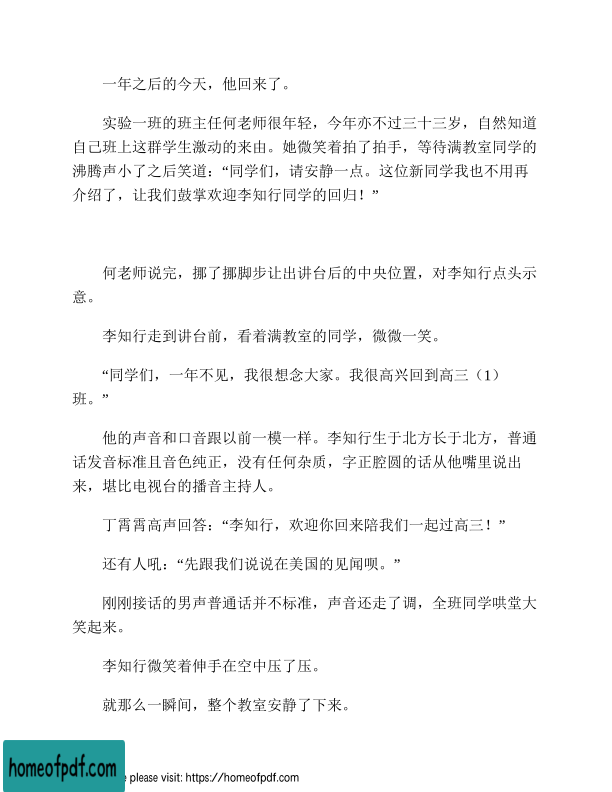 一年之后的今天，他回来了。
实验一班的班主任何老师很年轻，今年亦不过三十三岁，自然知道
自己班上这群学生激动的来由。她微笑着拍了拍手，等待满教室同学的
沸腾声小了之后笑道：“同学们，请安静一点。这位新同学我也不用再
介绍了，让我们鼓掌欢迎李知行同学的回归！”
何老师说完，挪了挪脚步让出讲台后的中央位置，对李知行点头示
意。
李知行走到讲台前，看着满教室的同学，微微一笑。
“同学们，一年不见，我很想念大家。我很高兴回到高三（1）
班。”
他的声音和口音跟以前一模一样。李知行生于北方长于北方，普通
话发音标准且音色纯正，没有任何杂质，字正腔圆的话从他嘴里说出
来，堪比电视台的播音主持人。
丁霄霄高声回答：“李知行，欢迎你回来陪我们一起过高三！”
还有人吼：“先跟我们说说在美国的见闻呗。”
刚刚接话的男声普通话并不标准，声音还走了调，全班同学哄堂大
笑起来。
李知行微笑着伸手在空中压了压。
就那么一瞬间，整个教室安静了下来。
homeofpdf.com
e please visit: https://homeofpdf.com